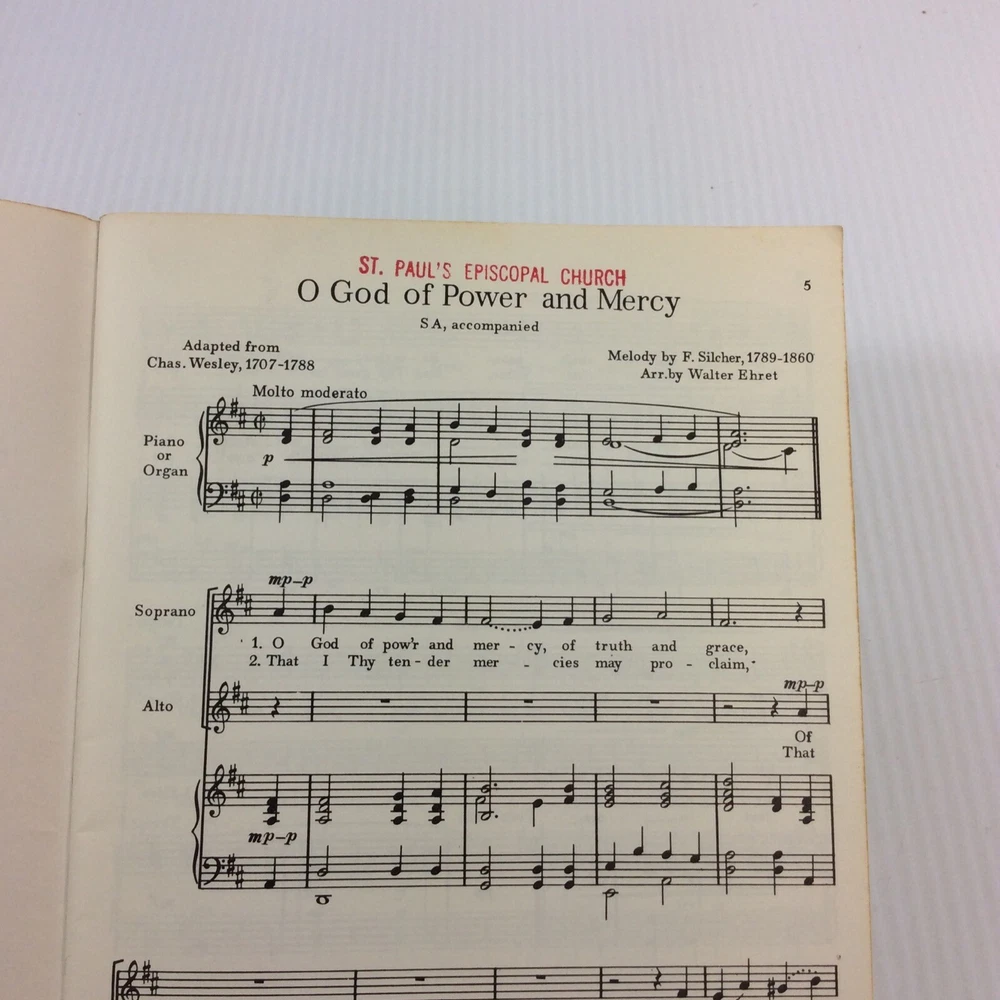 ST. PAUL'S EPISCOPAL CHURCH
5
O God of Power and Mercy
SA, accompanied
Adapted from
Chas. Wesley, 1707-1788
Melody by F. Silcher, 1789-1860
Arr. by Walter Ehret
Molto moderato
Piano
or
Organ
p
mp-p
Soprano
1. O God of pow'r and mer - cy, of truth and grace,
2. That I Thy ten - der mer - cies may pro - claim,
mp-p
Alto
Of
That
mp-p